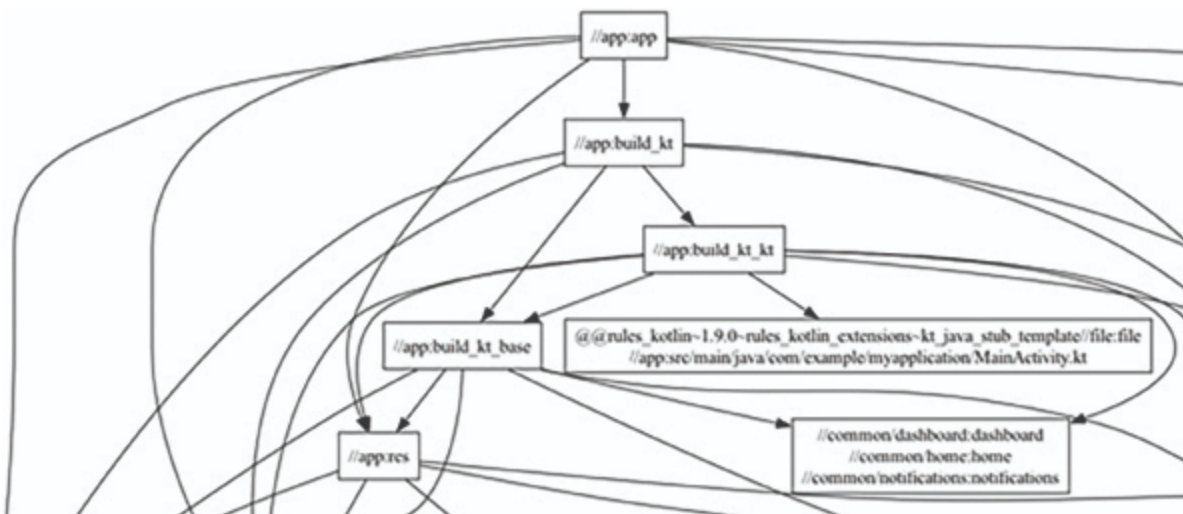 //app:app
//app:build_kt
//app:build_kt_kt
//app:build_kt_base
@@rules_kotlin~1.9.0~rules_kotlin_extensions~kt_java_stub_template//file:file
//app:src/main/java/com/example/myapplication/MainActivity.kt
//app:res
//common/dashboard:dashboard
//common/home:home
//common/notifications:notifications